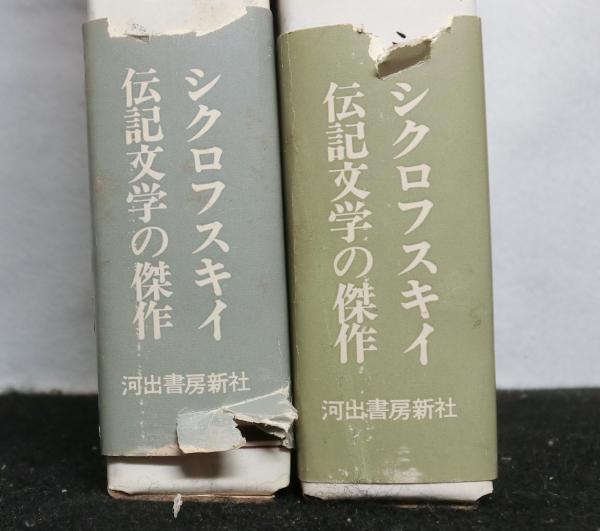 シクロフスキイ
伝記文学の傑作
河出書房新社
シクロフスキイ
伝記文学の傑作
河出書房新社